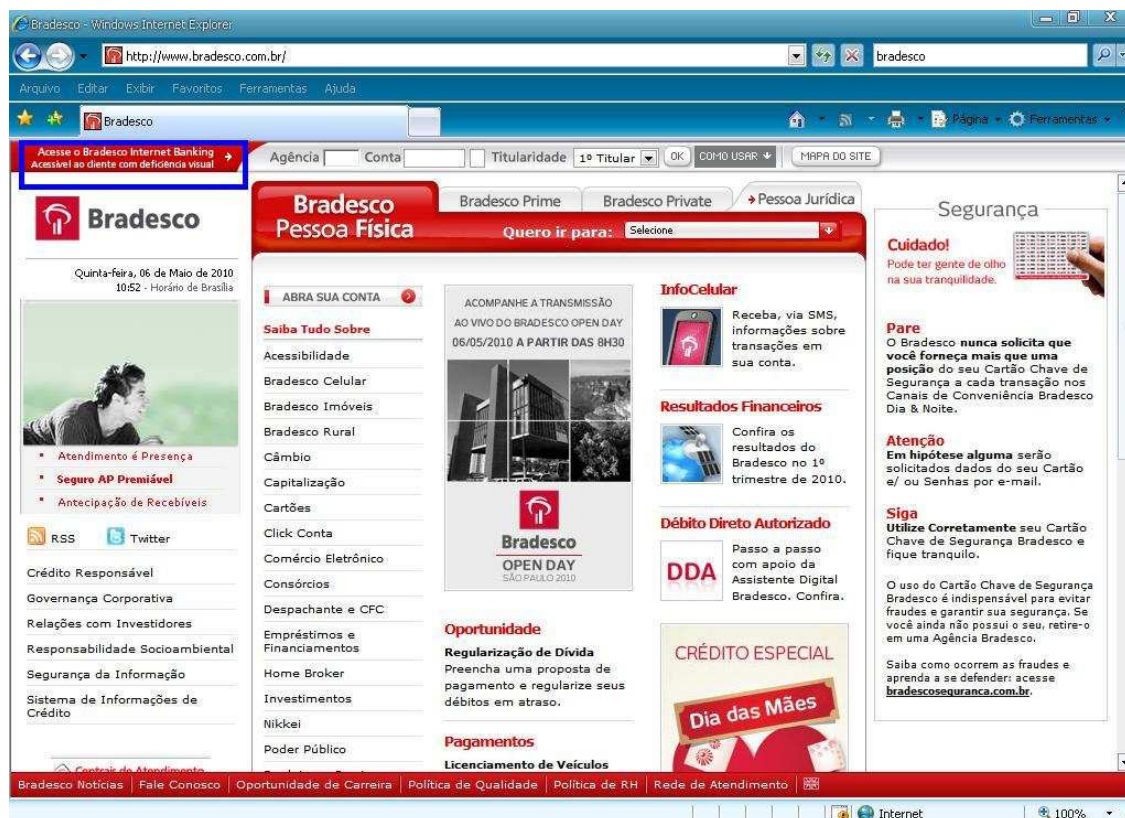 Bradesco - Windows Internet Explorer
http://www.bradesco.com.br/
bradesco
Arquivo Editar Exibir Favoritos Ferramentas Ajuda
Bradesco
Página Ferramentas
Acesse o Bradesco Internet Banking
Acessível ao cliente com deficiência visual
Agência Conta Titularidade 1º Titular OK COMO USAR MAPA DO SITE
Bradesco
Quinta-feira, 06 de Maio de 2010
10:52 - Horário de Brasília
Atendimento é Presença
Seguro AP Premiável
Antecipação de Recebíveis
RSS Twitter
Crédito Responsável
Governança Corporativa
Relações com Investidores
Responsabilidade Socioambiental
Segurança da Informação
Sistema de Informações de
Crédito
Centrais de Atendimento
Bradesco
Pessoa Física
Bradesco Prime Bradesco Private Pessoa Jurídica
Quero ir para: Selecione
ABRA SUA CONTA
Saiba Tudo Sobre
Acessibilidade
Bradesco Celular
Bradesco Imóveis
Bradesco Rural
Câmbio
Capitalização
Cartões
Click Conta
Comércio Eletrônico
Consórcios
Despachante e CFC
Empréstimos e
Financiamentos
Home Broker
Investimentos
Nikkei
Poder Público
ACOMPANHE A TRANSMISSÃO
AO VIVO DO BRADESCO OPEN DAY
06/05/2010 A PARTIR DAS 8H30
Bradesco
OPEN DAY
SÃO PAULO 2010
Oportunidade
Regularização de Dívida
Preencha uma proposta de
pagamento e regularize seus
débitos em atraso.
Pagamentos
Licenciamento de Veículos
InfoCelular
Receba, via SMS,
informações sobre
transações em
sua conta.
Resultados Financeiros
Confira os
resultados do
Bradesco no 1º
trimestre de 2010.
Débito Direto Autorizado
DDA
Passo a passo
com apoio da
Assistente Digital
Bradesco. Confira.
CRÉDITO ESPECIAL
Dia das Mães
Segurança
Cuidado!
Pode ter gente de olho
na sua tranquilidade.
Pare
O Bradesco nunca solicita que
você forneça mais que uma
posição do seu Cartão Chave de
Segurança a cada transação nos
Canais de Conveniência Bradesco
Dia & Noite.
Atenção
Em hipótese alguma serão
solicitados dados do seu Cartão
e/ ou Senhas por e-mail.
Siga
Utilize Corretamente seu Cartão
Chave de Segurança Bradesco e
fique tranquilo.
O uso do Cartão Chave de Segurança
Bradesco é indispensável para evitar
fraudes e garantir sua segurança. Se
você ainda não possui o seu, retire-o
em uma Agência Bradesco.
Saiba como ocorrem as fraudes e
aprenda a se defender: acesse
bradescoseguranca.com.br.
Bradesco Notícias Fale Conosco Oportunidade de Carreira Política de Qualidade Política de RH Rede de Atendimento
Internet 100%